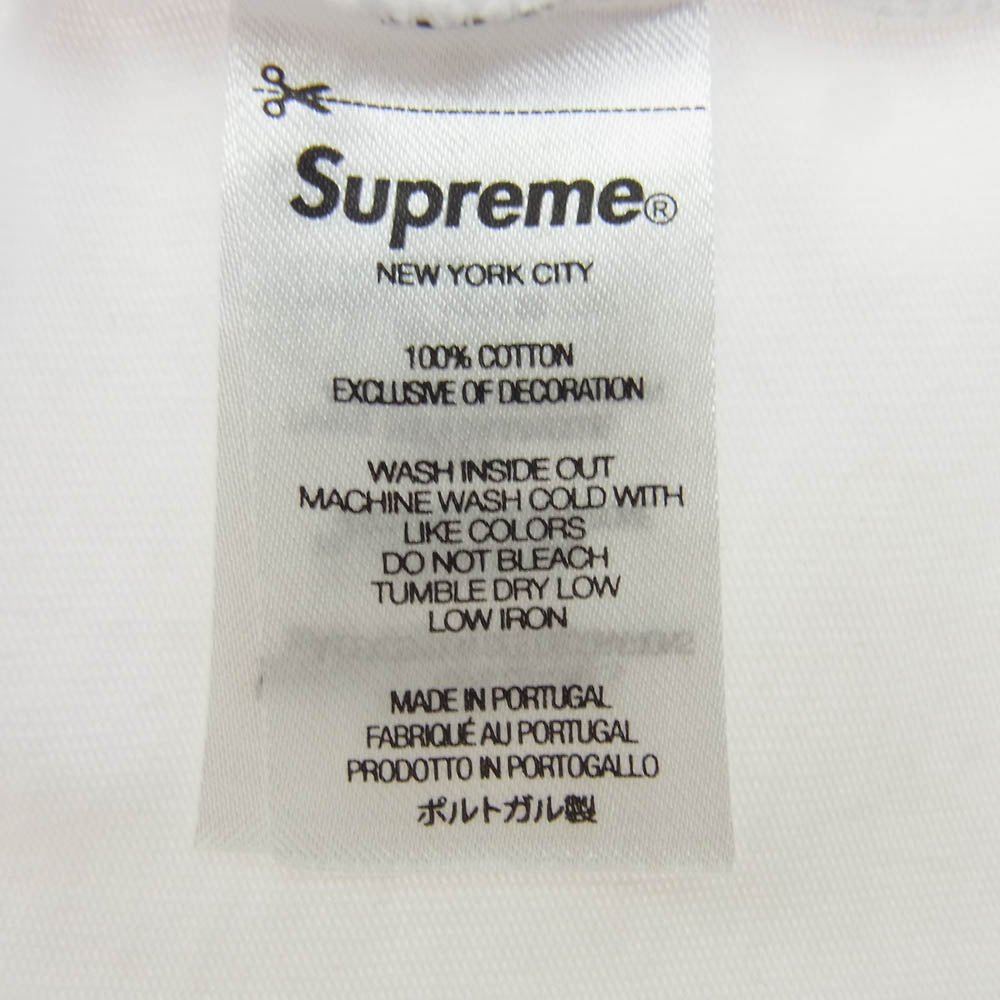 Supreme®
NEW YORK CITY
100% COTTON
EXCLUSIVE OF DECORATION
WASH INSIDE OUT
MACHINE WASH COLD WITH
LIKE COLORS
DO NOT BLEACH
TUMBLE DRY LOW
LOW IRON
MADE IN PORTUGAL
FABRIQUÉ AU PORTUGAL
PRODOTTO IN PORTOGALLO
ポルトガル製